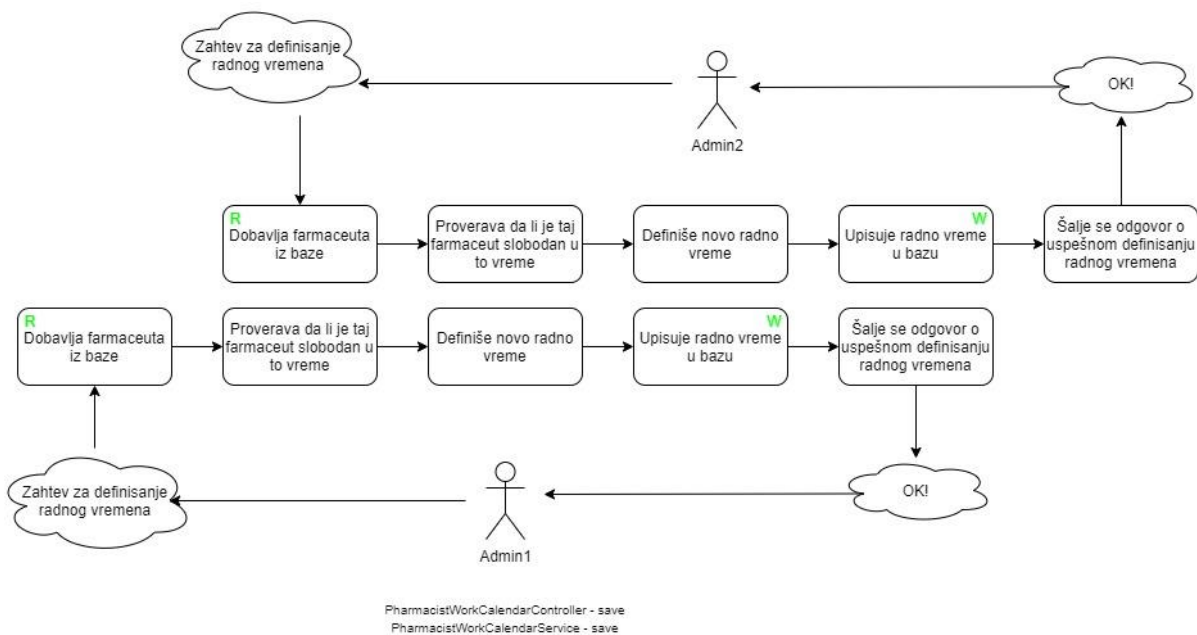 Zahtev za definisanje
radnog vremena
OK!
Admin2
R
Dobavlja farmaceuta
iz baze
Proverava da li je taj
farmaceut slobodan u
to vreme
Definiše novo radno
vreme
W
Upisuje radno vreme
u bazu
Šalje se odgovor o
uspešnom definisanju
radnog vremena
R
Dobavlja farmaceuta
iz baze
Proverava da li je taj
farmaceut slobodan u
to vreme
Definiše novo radno
vreme
W
Upisuje radno vreme
u bazu
Šalje se odgovor o
uspešnom definisanju
radnog vremena
Zahtev za definisanje
radnog vremena
Admin1
OK!
PharmacistWorkCalendarController - save
PharmacistWorkCalendarService - save